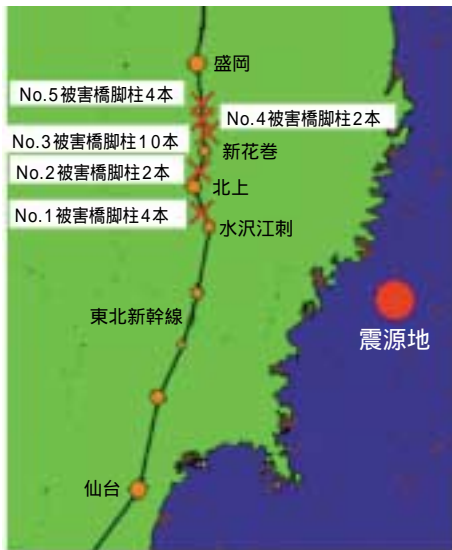 盛岡
No.5被害橋脚柱4本
No.4被害橋脚柱2本
No.3被害橋脚柱10本
新花巻
No.2被害橋脚柱2本
北上
No.1被害橋脚柱4本
水沢江刺
東北新幹線
震源地
仙台